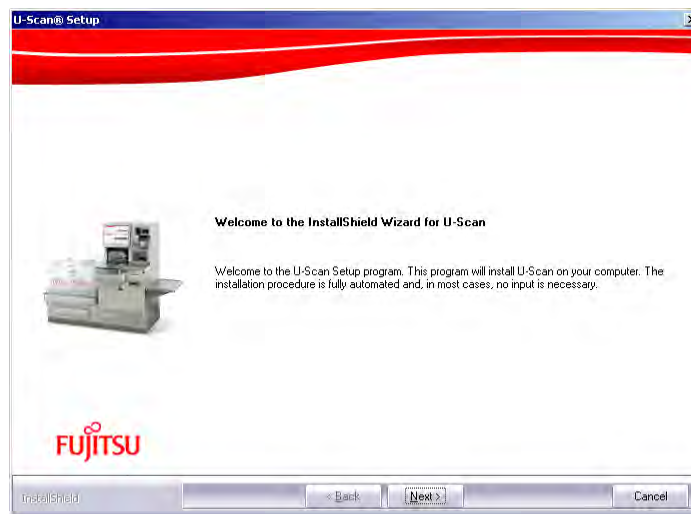 U-Scan® Setup
Welcome to the InstallShield Wizard for U-Scan
Welcome to the U-Scan Setup program. This program will install U-Scan on your computer. The
installation procedure is fully automated and, in most cases, no input is necessary.
FUJITSU
InstallShield
< Back Next > Cancel